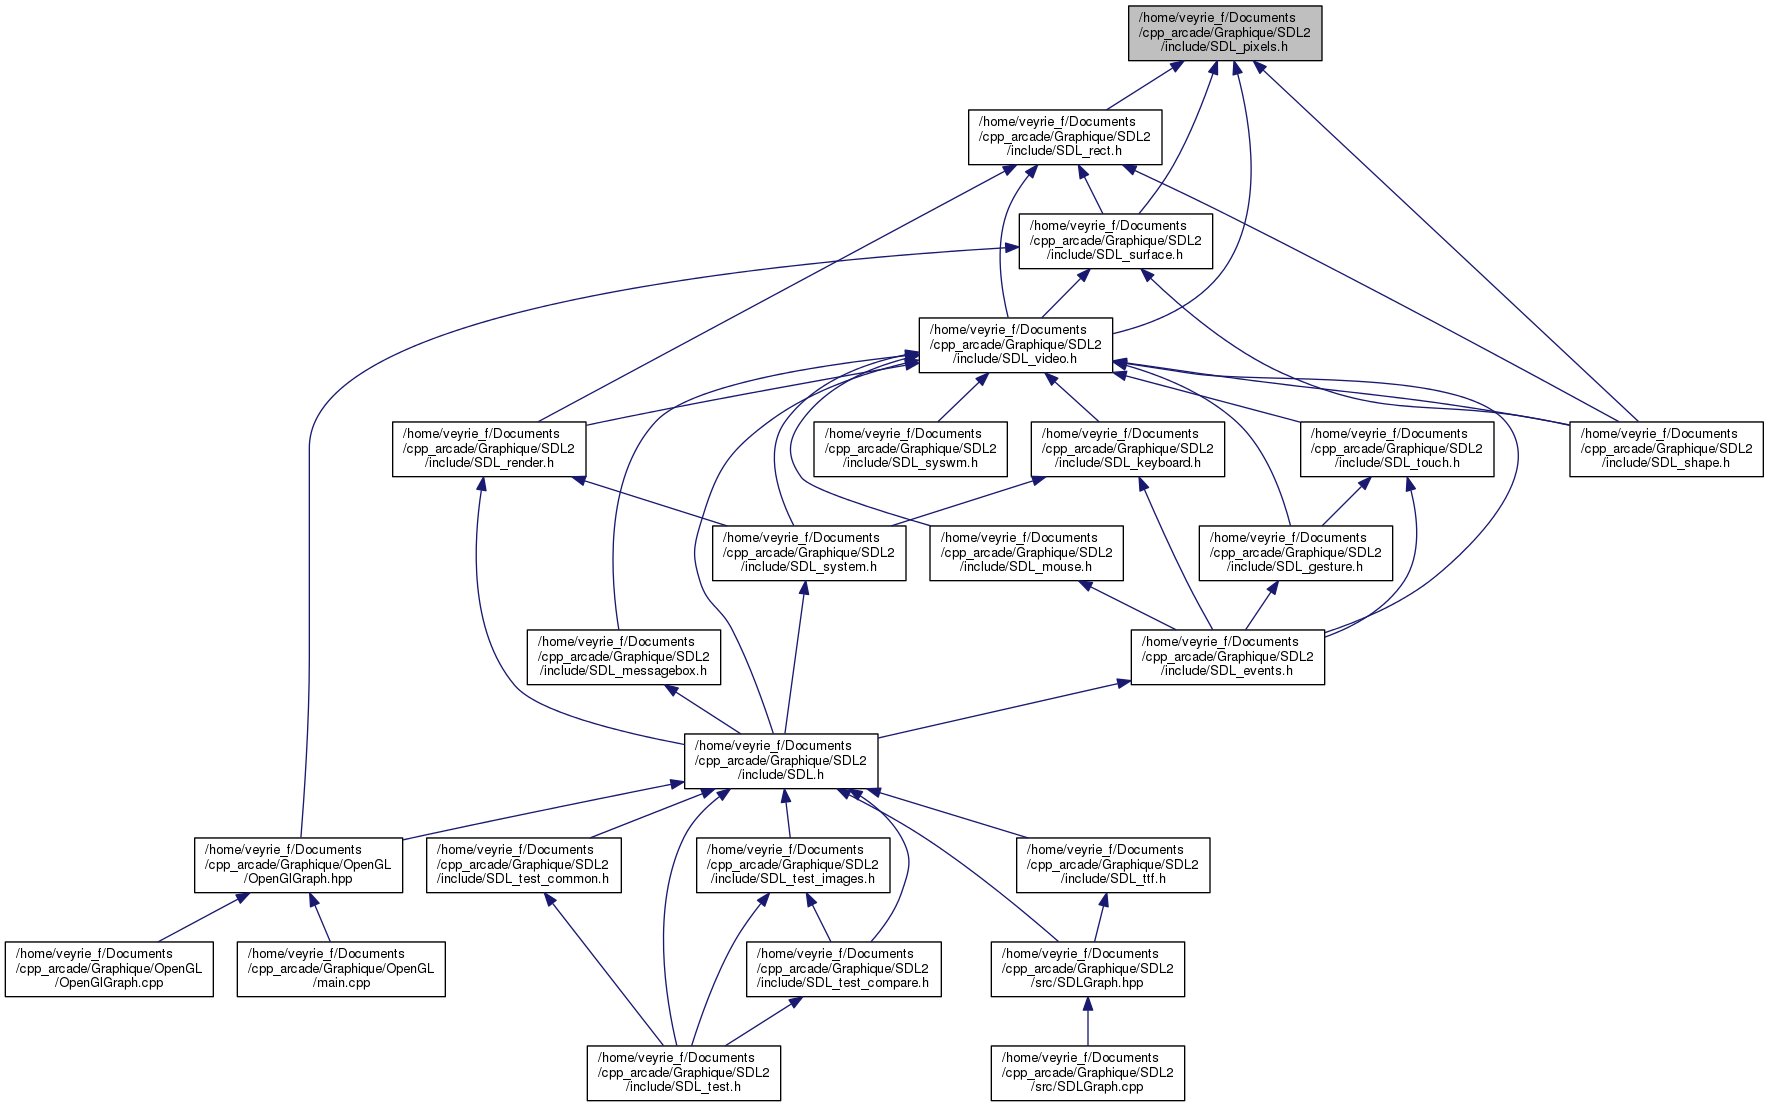 /home/veyrie_f/Documents
/cpp_arcade/Graphique/SDL2
/include/SDL_pixels.h
/home/veyrie_f/Documents
/cpp_arcade/Graphique/SDL2
/include/SDL_rect.h
/home/veyrie_f/Documents
/cpp_arcade/Graphique/SDL2
/include/SDL_surface.h
/home/veyrie_f/Documents
/cpp_arcade/Graphique/SDL2
/include/SDL_video.h
/home/veyrie_f/Documents
/cpp_arcade/Graphique/SDL2
/include/SDL_render.h
/home/veyrie_f/Documents
/cpp_arcade/Graphique/SDL2
/include/SDL_syswm.h
/home/veyrie_f/Documents
/cpp_arcade/Graphique/SDL2
/include/SDL_keyboard.h
/home/veyrie_f/Documents
/cpp_arcade/Graphique/SDL2
/include/SDL_touch.h
/home/veyrie_f/Documents
/cpp_arcade/Graphique/SDL2
/include/SDL_shape.h
/home/veyrie_f/Documents
/cpp_arcade/Graphique/SDL2
/include/SDL_system.h
/home/veyrie_f/Documents
/cpp_arcade/Graphique/SDL2
/include/SDL_mouse.h
/home/veyrie_f/Documents
/cpp_arcade/Graphique/SDL2
/include/SDL_gesture.h
/home/veyrie_f/Documents
/cpp_arcade/Graphique/SDL2
/include/SDL_messagebox.h
/home/veyrie_f/Documents
/cpp_arcade/Graphique/SDL2
/include/SDL_events.h
/home/veyrie_f/Documents
/cpp_arcade/Graphique/SDL2
/include/SDL.h
/home/veyrie_f/Documents
/cpp_arcade/Graphique/OpenGL
/OpenGlGraph.hpp
/home/veyrie_f/Documents
/cpp_arcade/Graphique/SDL2
/include/SDL_test_common.h
/home/veyrie_f/Documents
/cpp_arcade/Graphique/SDL2
/include/SDL_test_images.h
/home/veyrie_f/Documents
/cpp_arcade/Graphique/SDL2
/include/SDL_ttf.h
/home/veyrie_f/Documents
/cpp_arcade/Graphique/OpenGL
/OpenGlGraph.cpp
/home/veyrie_f/Documents
/cpp_arcade/Graphique/OpenGL
/main.cpp
/home/veyrie_f/Documents
/cpp_arcade/Graphique/SDL2
/include/SDL_test_compare.h
/home/veyrie_f/Documents
/cpp_arcade/Graphique/SDL2
/src/SDLGraph.hpp
/home/veyrie_f/Documents
/cpp_arcade/Graphique/SDL2
/include/SDL_test.h
/home/veyrie_f/Documents
/cpp_arcade/Graphique/SDL2
/src/SDLGraph.cpp